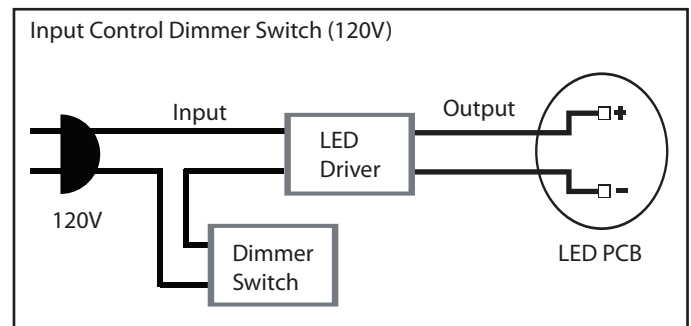 Input Control Dimmer Switch (120V)
Input
Output
LED
Driver
+
-
120V
Dimmer
Switch
LED PCB